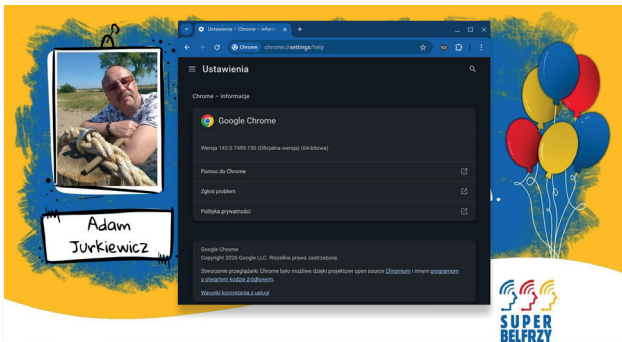 Ustawienia – Chrome – inform
Chrome
chrome://settings/help
Ustawienia
Chrome – informacje
Google Chrome
Wersja 143.0.7499.150 (Oficjalna wersja) (64-bitowa)
Pomoc do Chrome
Zgłoś problem
Polityka prywatności
Google Chrome
Copyright 2026 Google LLC. Wszelkie prawa zastrzeżone.
Stworzenie przeglądarki Chrome było możliwe dzięki projektowi open source Chromium i innym programom
o otwartym kodzie źródłowym.
Warunki korzystania z usługi
Adam
Jurkiewicz
SUPER
BELFRZY